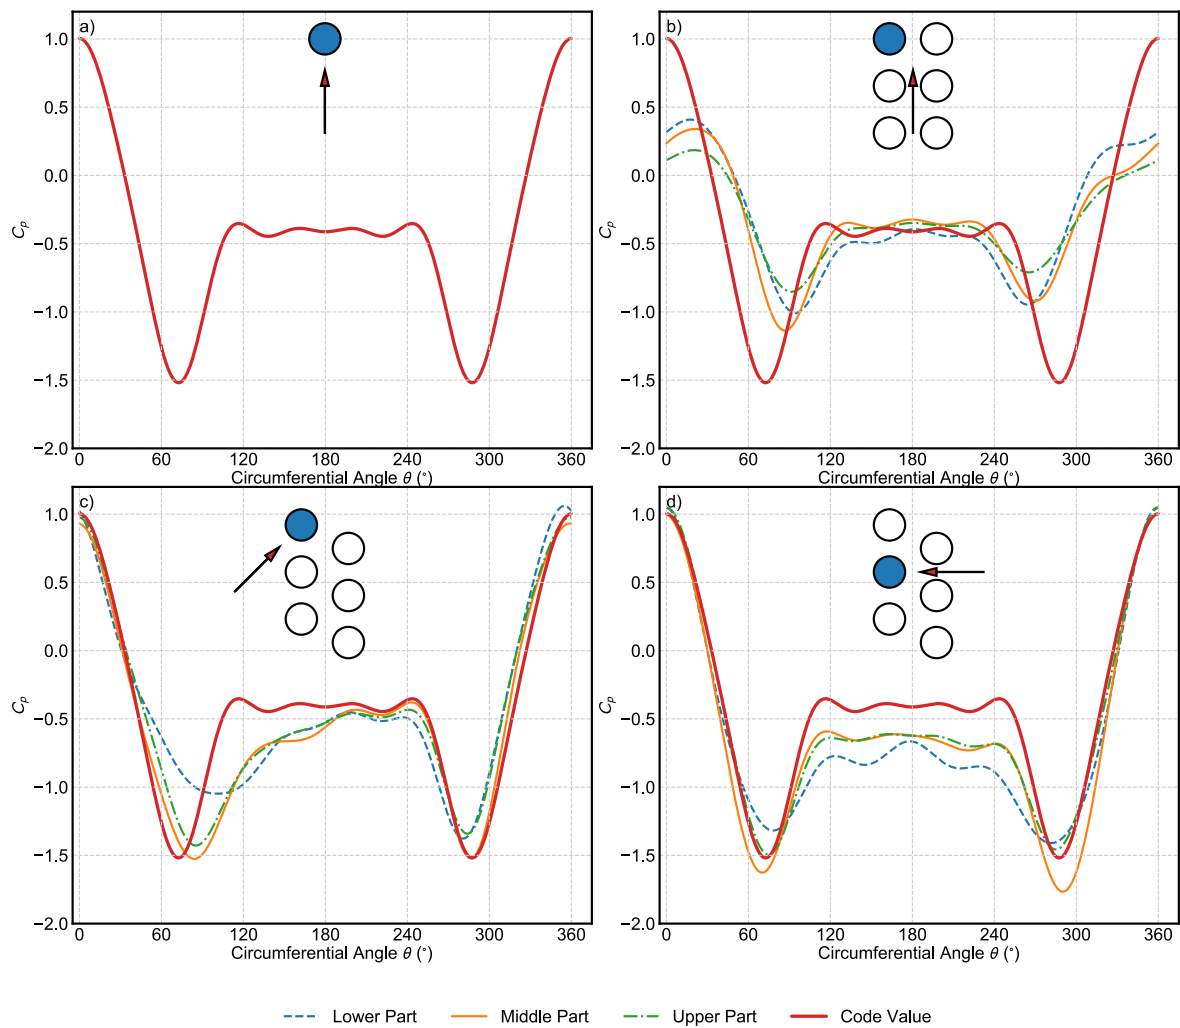 a)
1.0
0.5
0.0
−0.5
−1.0
−1.5
−2.0
C_p
0 60 120 180 240 300 360
Circumferential Angle θ (°)
b)
1.0
0.5
0.0
−0.5
−1.0
−1.5
−2.0
C_p
0 60 120 180 240 300 360
Circumferential Angle θ (°)
c)
1.0
0.5
0.0
−0.5
−1.0
−1.5
−2.0
C_p
0 60 120 180 240 300 360
Circumferential Angle θ (°)
d)
1.0
0.5
0.0
−0.5
−1.0
−1.5
−2.0
C_p
0 60 120 180 240 300 360
Circumferential Angle θ (°)
Lower Part Middle Part Upper Part Code Value